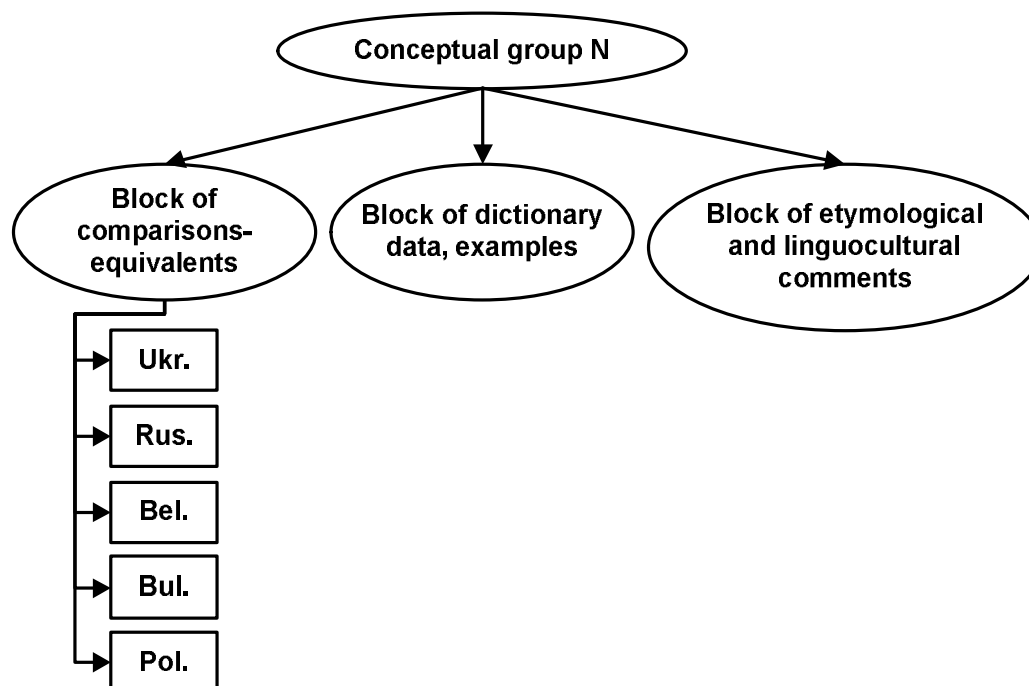 Conceptual group N
Block of
comparisons-
equivalents
Block of dictionary
data, examples
Block of etymological
and linguocultural
comments
Ukr.
Rus.
Bel.
Bul.
Pol.